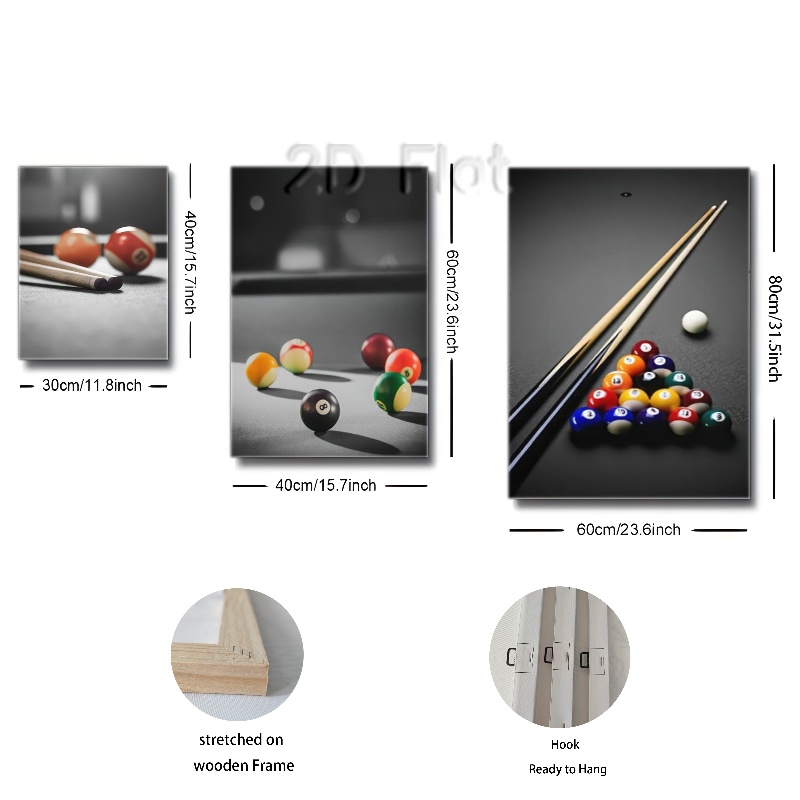 2D Flat
40cm/15.7inch
30cm/11.8inch
60cm/23.6inch
40cm/15.7inch
80cm/31.5inch
60cm/23.6inch
8
stretched on
wooden Frame
Hook
Ready to Hang